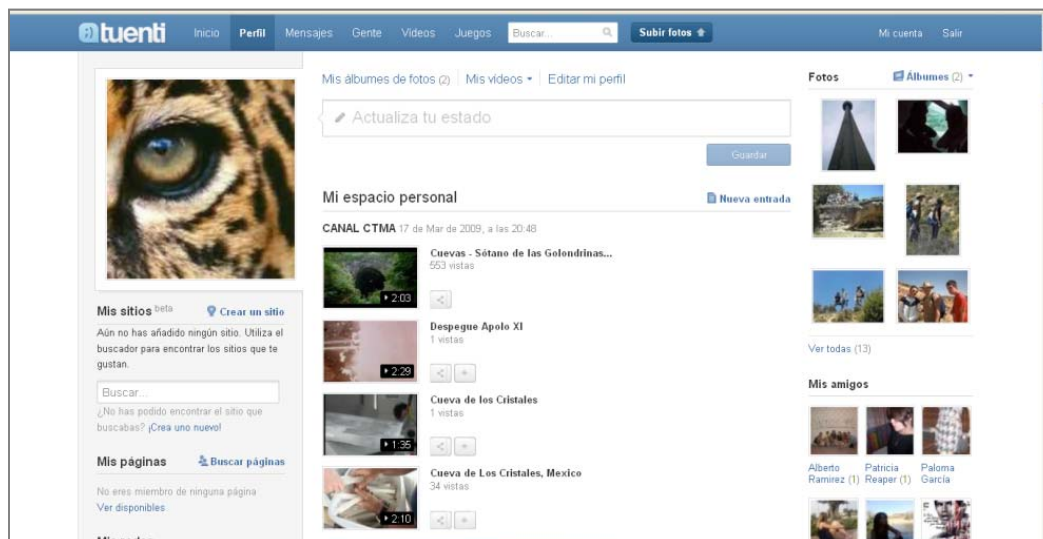 tuenti Inicio Perfil Mensajes Gente Videos Juegos Buscar... Subir fotos Mi cuenta Salir
Mis álbumes de fotos (2) Mis vídeos Editar mi perfil
Actualiza tu estado
Guardar
Mi espacio personal Nueva entrada
CANAL CTMA 17 de Mar de 2009, a las 20:48
Cuevas - Sótano de las Golondrinas...
553 vistas
2:03
Despegue Apolo XI
1 vistas
2:29
Cueva de los Cristales
1 vistas
1:35
Cueva de Los Cristales, Mexico
34 vistas
2:10
Mis sitios beta Crear un sitio
Aún no has añadido ningún sitio. Utiliza el
buscador para encontrar los sitios que te
gustan.
Buscar...
¿No has podido encontrar el sitio que
buscabas? ¡Crea uno nuevo!
Mis páginas Buscar páginas
No eres miembro de ninguna página
Ver disponibles
Fotos Álbumes (2)
Ver todas (13)
Mis amigos
Alberto
Ramirez (1)
Patricia
Reaper (1)
Paloma
García